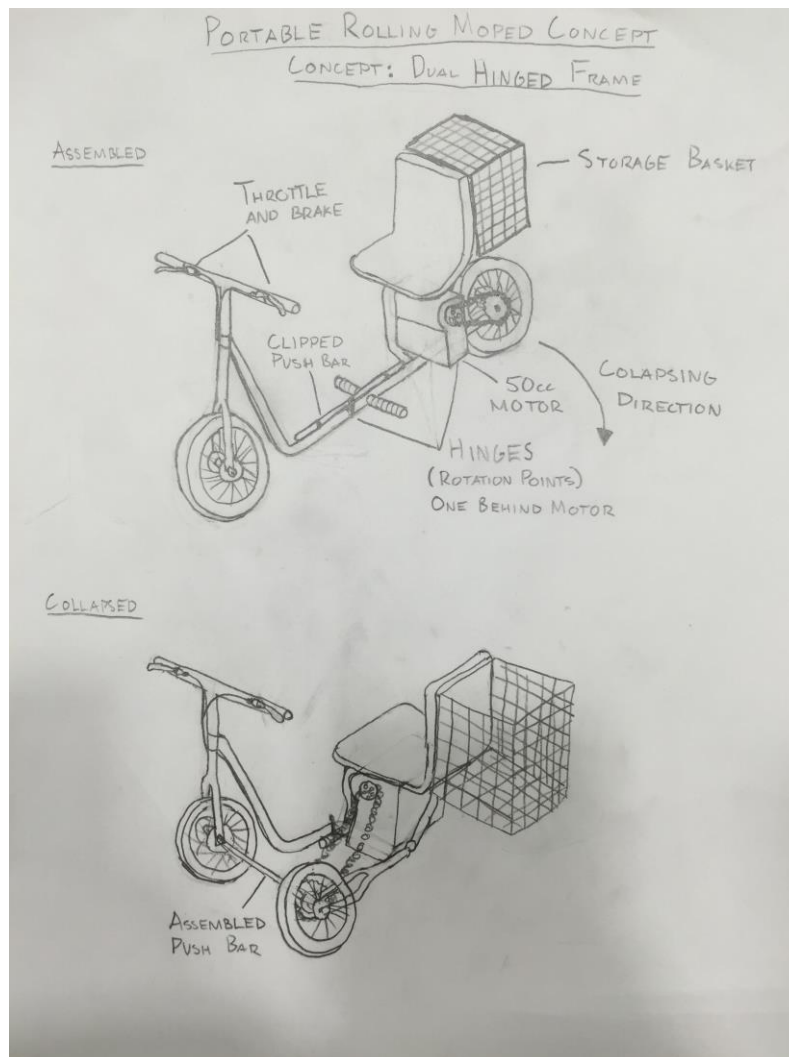 PORTABLE ROLLING MOPED CONCEPT
CONCEPT: DUAL HINGED FRAME
ASSEMBLED
STORAGE BASKET
THROTTLE
AND BRAKE
CLIPPED
PUSH BAR
50cc
MOTOR
COLAPSING
DIRECTION
HINGES
(ROTATION POINTS)
ONE BEHIND MOTOR
COLLAPSED
ASSEMBLED
PUSH BAR